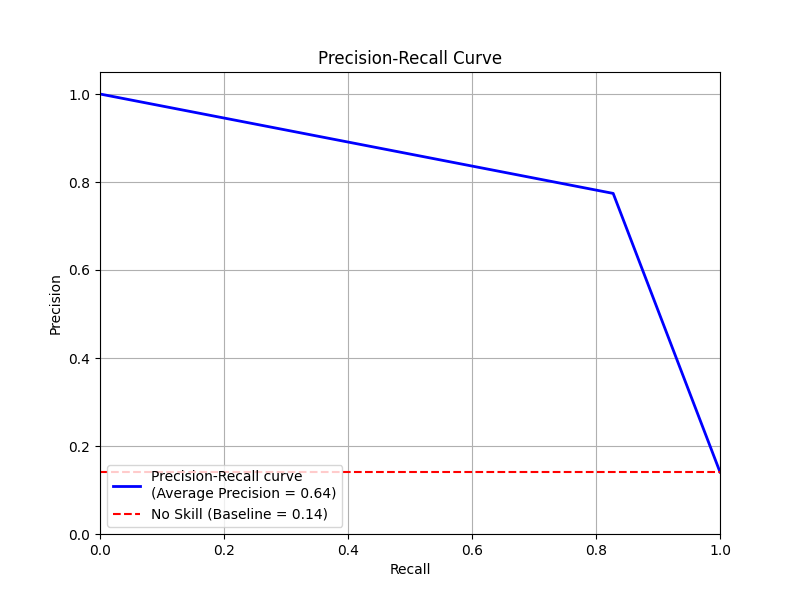 Precision-Recall Curve
1.0
0.8
0.6
0.4
0.2
0.0
Precision
Precision-Recall curve
(Average Precision = 0.64)
No Skill (Baseline = 0.14)
0.0 0.2 0.4 0.6 0.8 1.0
Recall